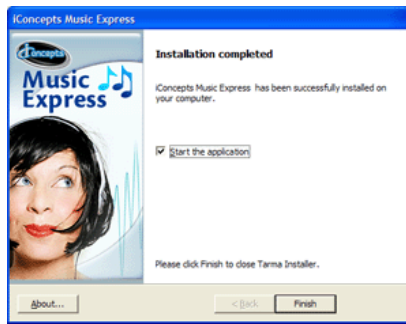 iConcepts Music Express
iConcepts
Music
Express
Installation completed
iConcepts Music Express has been successfully installed on
your computer.
Start the application
Please click Finish to close Tarma Installer.
About...
< Back
Finish